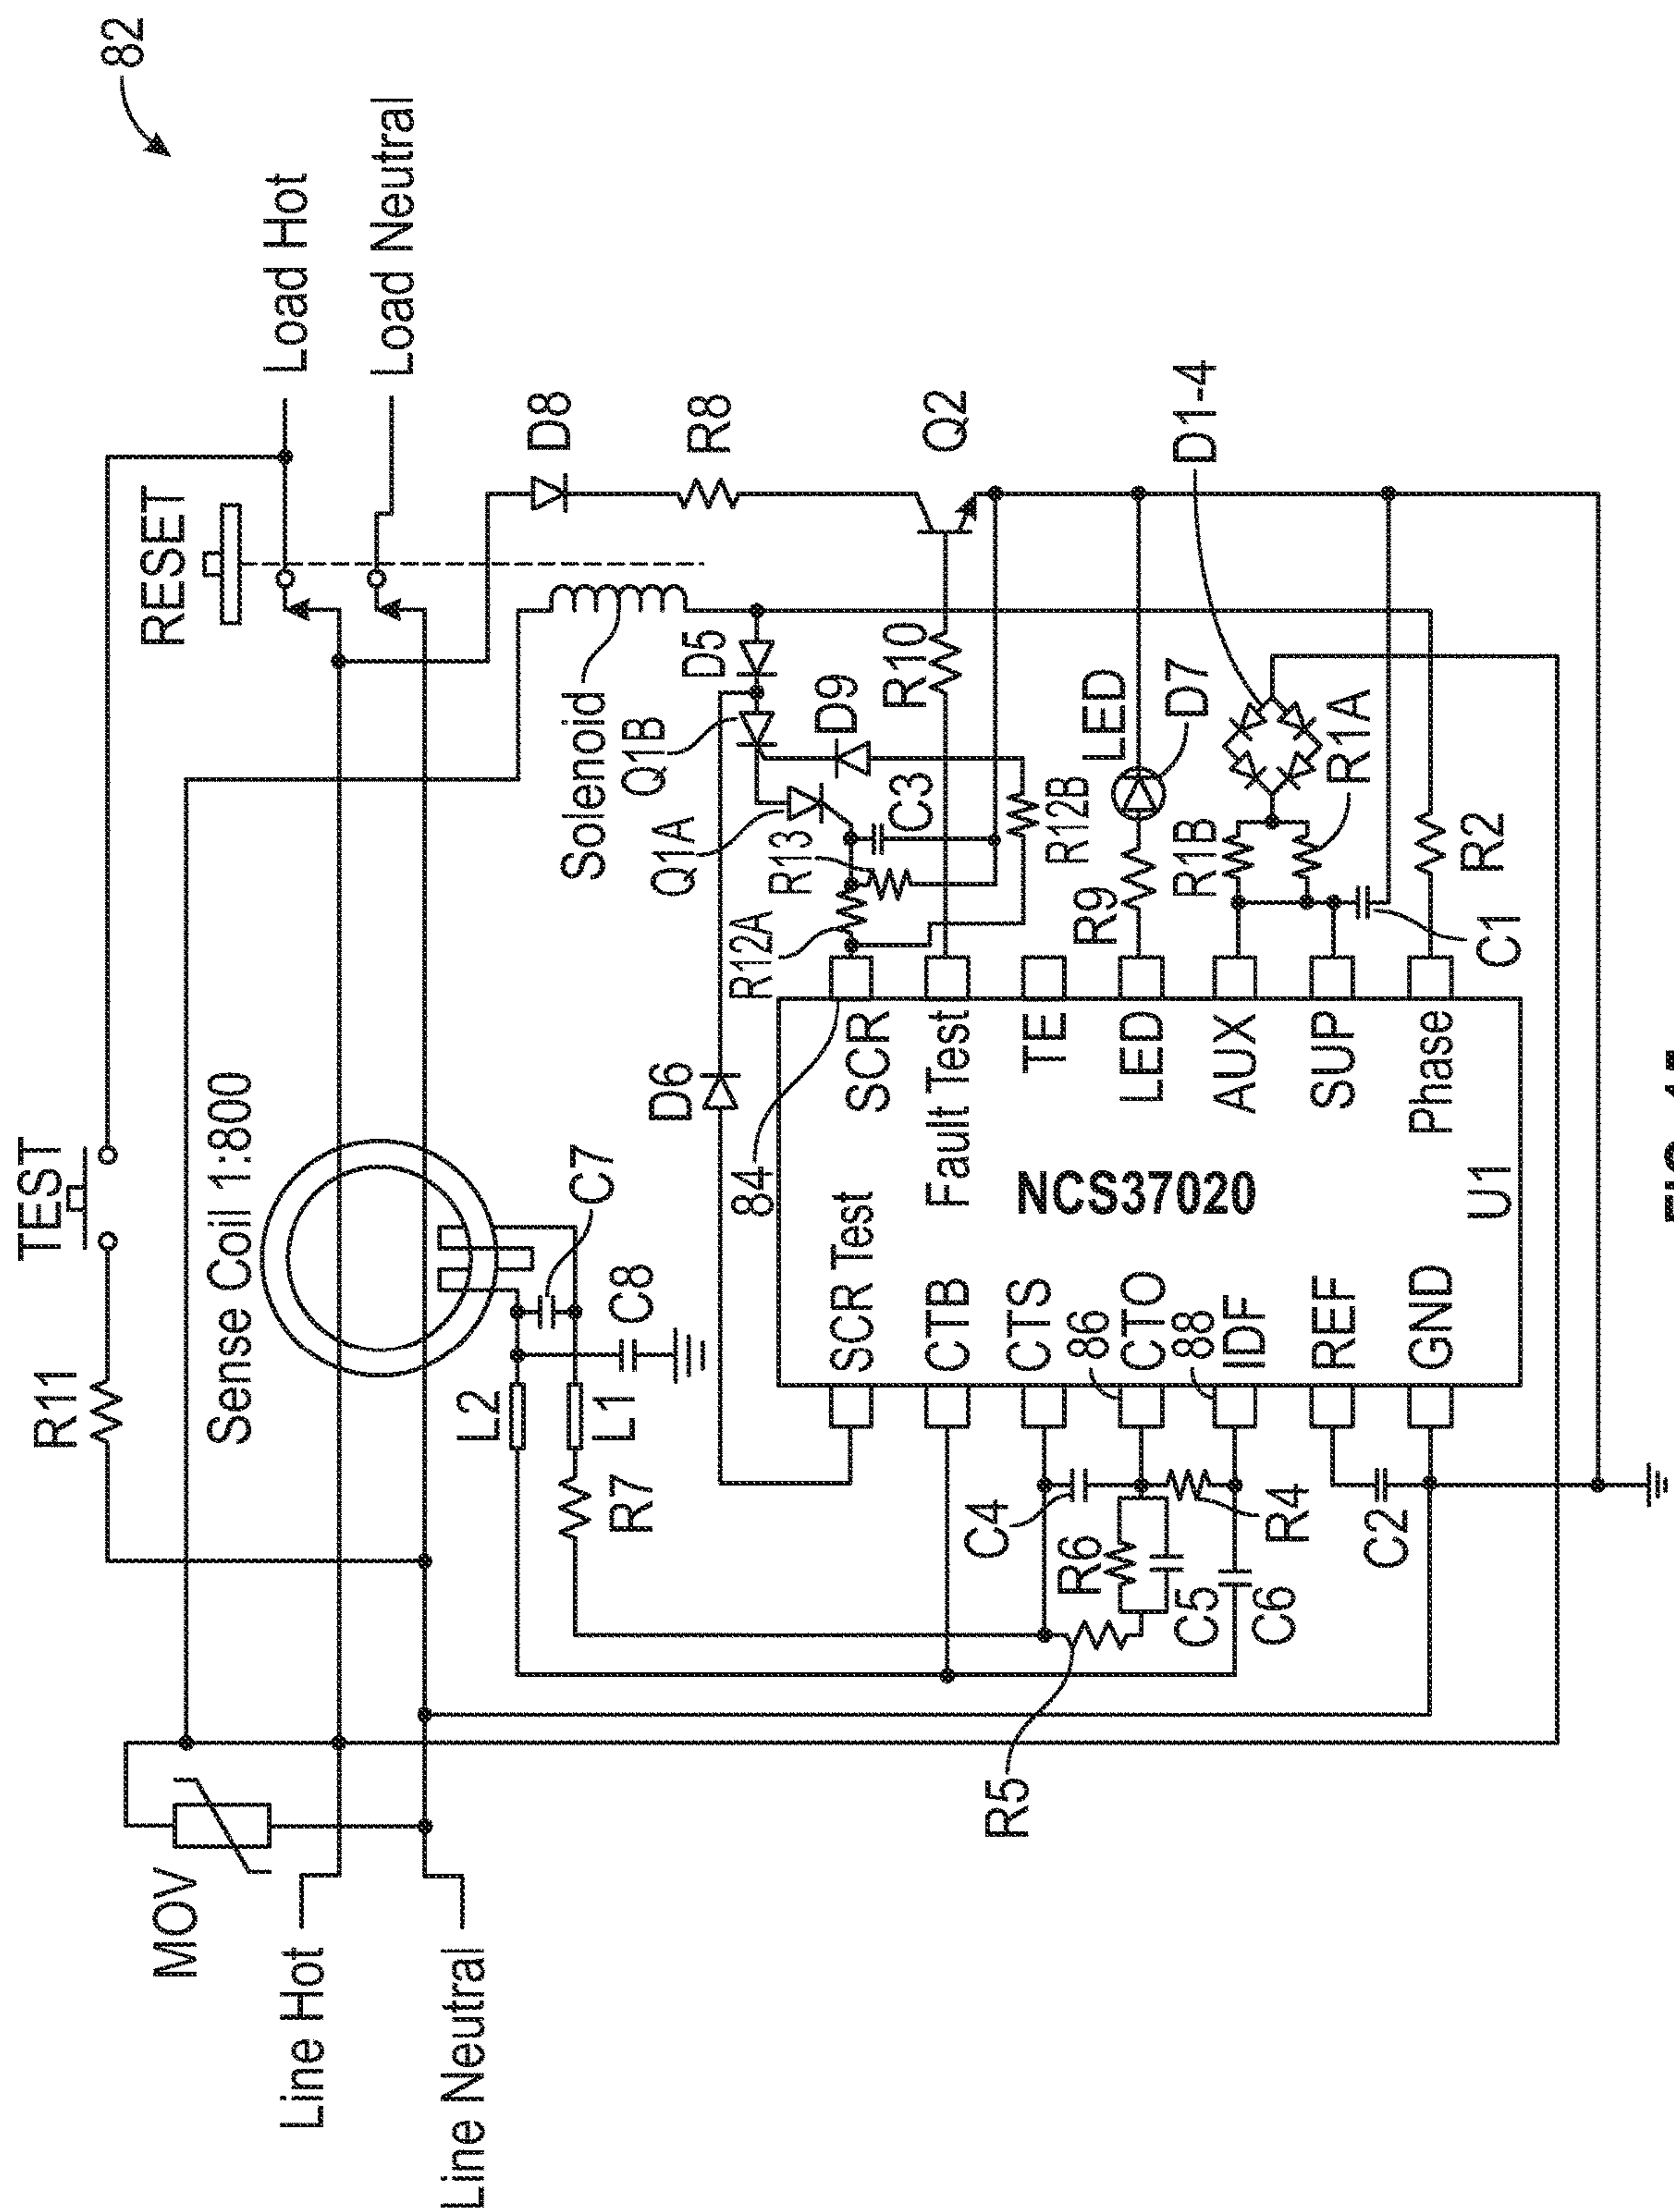 82
TEST
R11
RESET
Load Hot
Load Neutral
Sense Coil 1:800
MOV
Line Hot
Line Neutral
D8
R8
Q2
Solenoid
D5
Q1B
D9
Q1A
R13
C3
R10
R12A
R12B
LED
D7
D1-4
R9
R1B
R1A
R2
C1
C7
C8
L2
L1
R7
D6
84
SCR Test
SCR
CTB
Fault Test
CTS
TE
86
CTO
NCS37020
LED
88
IDF
AUX
REF
SUP
GND
U1
Phase
C4
R6
R4
C5
C6
C2
R5